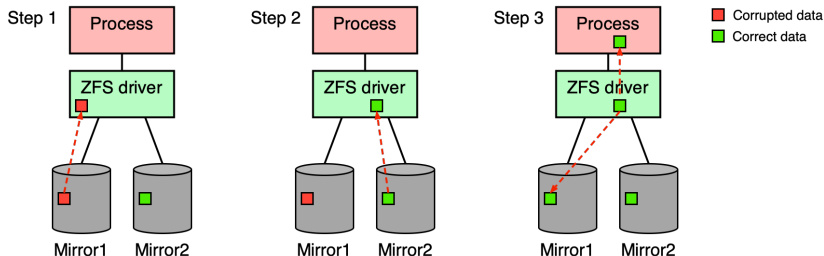 Step 1
Process
ZFS driver
Mirror1
Mirror2
Step 2
Process
ZFS driver
Mirror1
Mirror2
Step 3
Process
ZFS driver
Mirror1
Mirror2
Corrupted data
Correct data